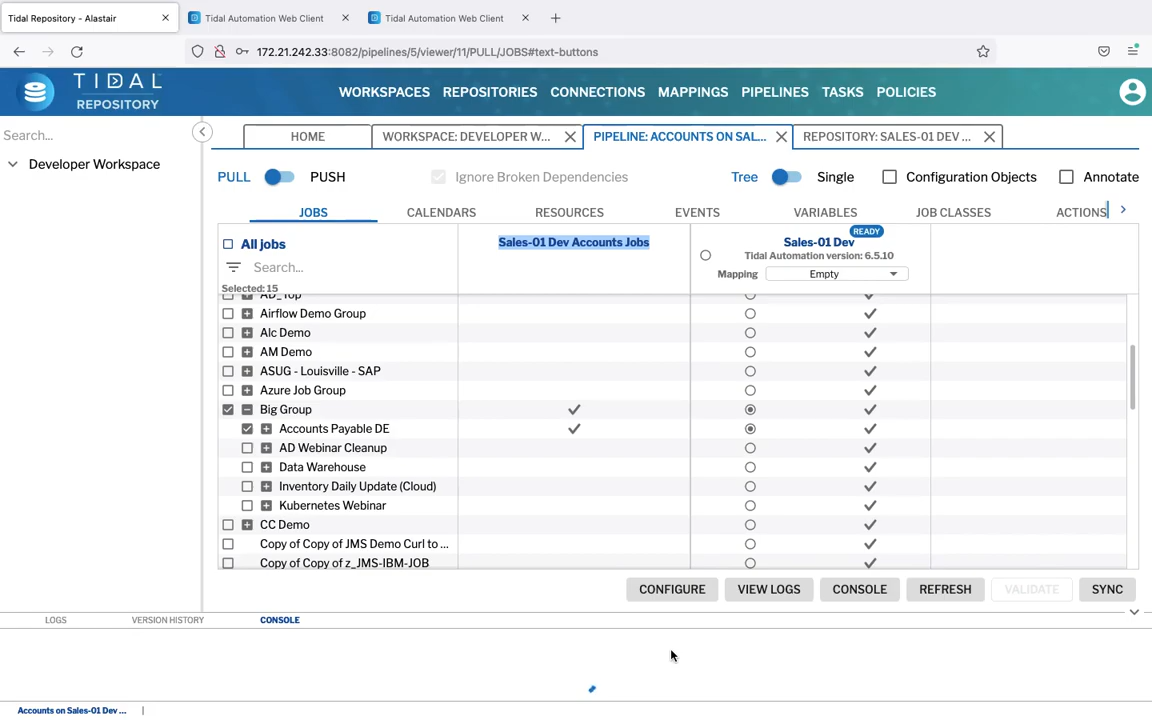 Tidal Repository - Alastair
Tidal Automation Web Client
Tidal Automation Web Client
172.21.242.33:8082/pipelines/5/viewer/11/PULL/JOBS#text-buttons
TIDAL
REPOSITORY
WORKSPACES REPOSITORIES CONNECTIONS MAPPINGS PIPELINES TASKS POLICIES
Search...
Developer Workspace
HOME
WORKSPACE: DEVELOPER W...
PIPELINE: ACCOUNTS ON SAL...
REPOSITORY: SALES-01 DEV ...
PULL PUSH
Ignore Broken Dependencies
Tree Single
Configuration Objects
Annotate
JOBS CALENDARS RESOURCES EVENTS VARIABLES JOB CLASSES ACTIONS
All jobs
Search...
Selected: 15
Sales-01 Dev Accounts Jobs
READY
Sales-01 Dev
Tidal Automation version: 6.5.10
Mapping Empty
AD_Top
Airflow Demo Group
Alc Demo
AM Demo
ASUG - Louisville - SAP
Azure Job Group
Big Group
Accounts Payable DE
AD Webinar Cleanup
Data Warehouse
Inventory Daily Update (Cloud)
Kubernetes Webinar
CC Demo
Copy of Copy of JMS Demo Curl to ...
Copy of Copy of z_JMS-IBM-JOB
CONFIGURE VIEW LOGS CONSOLE REFRESH VALIDATE SYNC
LOGS VERSION HISTORY CONSOLE
Accounts on Sales-01 Dev ...